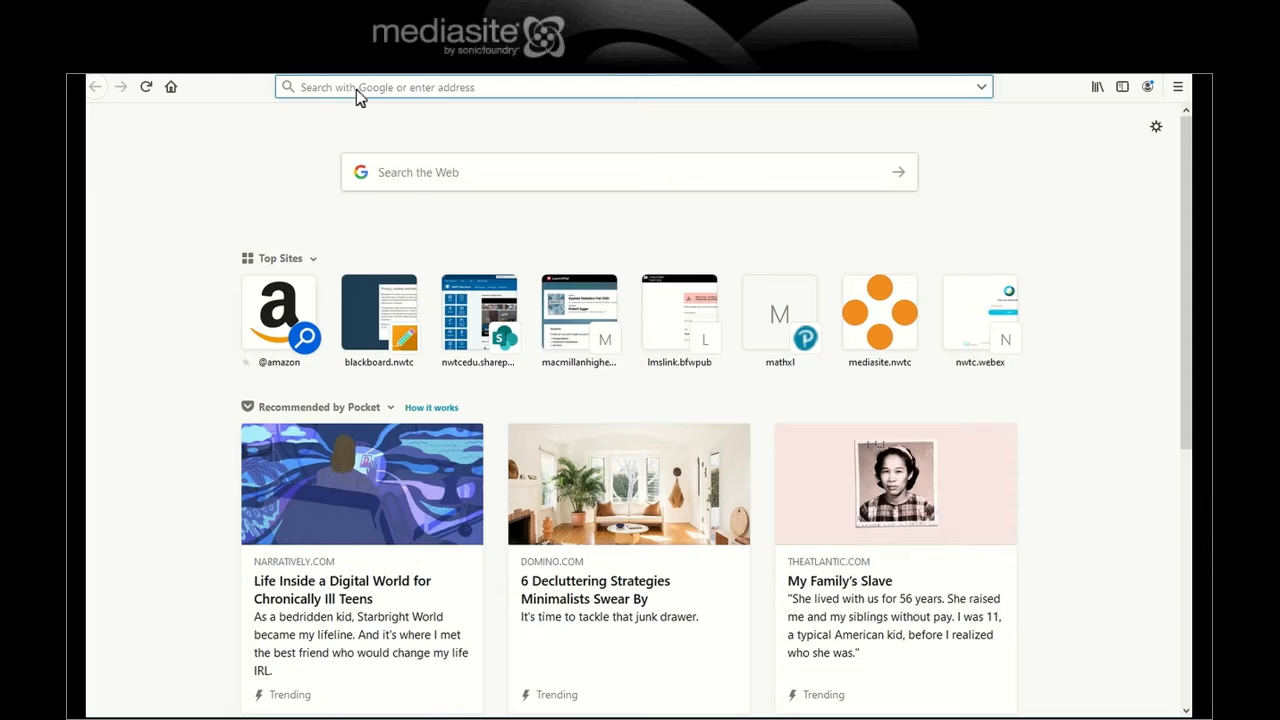 mediasite
by sonicfoundry
Search with Google or enter address
Search the Web
Top Sites
@amazon
blackboard.nwtc
nwtcedu.sharep...
macmillanhighe...
lmslink.bfwpub
mathxl
mediasite.nwtc
nwtc.webex
M
L
M
N
Recommended by Pocket
How it works
NARRATIVELY.COM
Life Inside a Digital World for
Chronically Ill Teens
As a bedridden kid, Starbright World
became my lifeline. And it's where I met
the best friend who would change my life
IRL.
Trending
DOMINO.COM
6 Decluttering Strategies
Minimalists Swear By
It's time to tackle that junk drawer.
Trending
THEATLANTIC.COM
My Family's Slave
"She lived with us for 56 years. She raised
me and my siblings without pay. I was 11,
a typical American kid, before I realized
who she was."
Trending